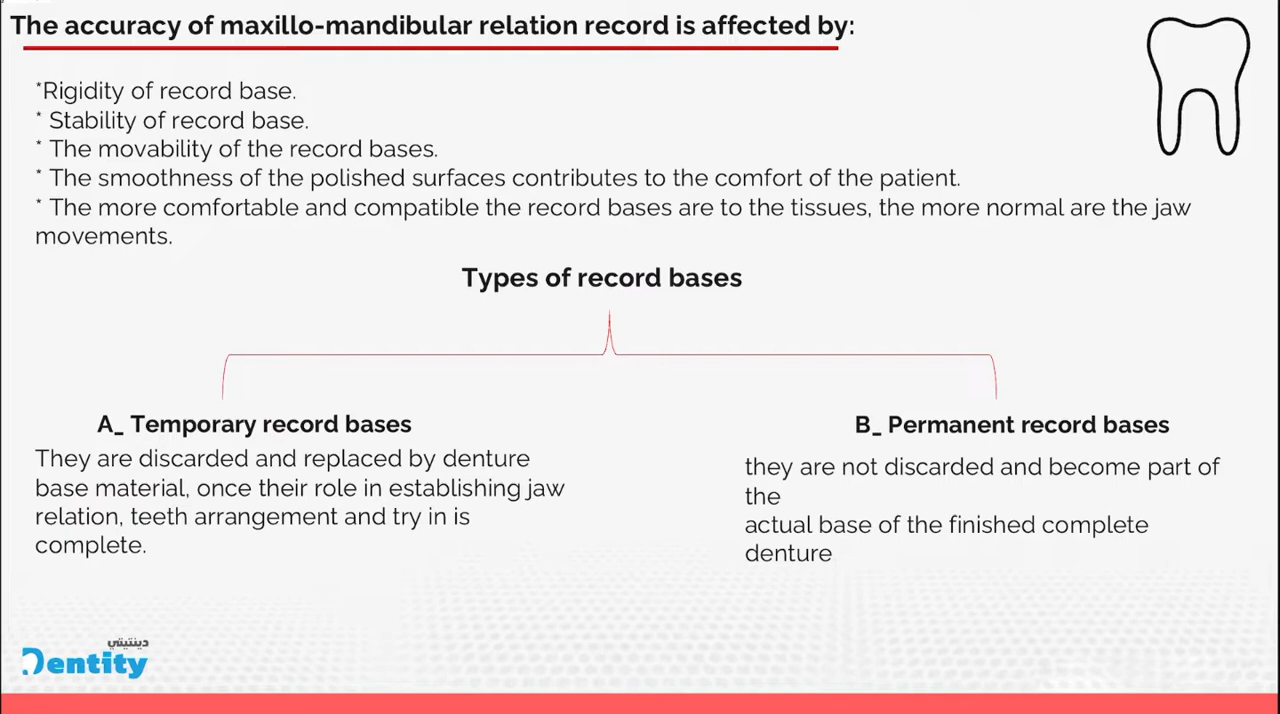 The accuracy of maxillo-mandibular relation record is affected by:
*Rigidity of record base.
* Stability of record base.
* The movability of the record bases.
* The smoothness of the polished surfaces contributes to the comfort of the patient.
* The more comfortable and compatible the record bases are to the tissues, the more normal are the jaw
movements.
Types of record bases
A_ Temporary record bases
They are discarded and replaced by denture
base material, once their role in establishing jaw
relation, teeth arrangement and try in is
complete.
B_ Permanent record bases
they are not discarded and become part of
the
actual base of the finished complete
denture
دينتيتي
Dentity